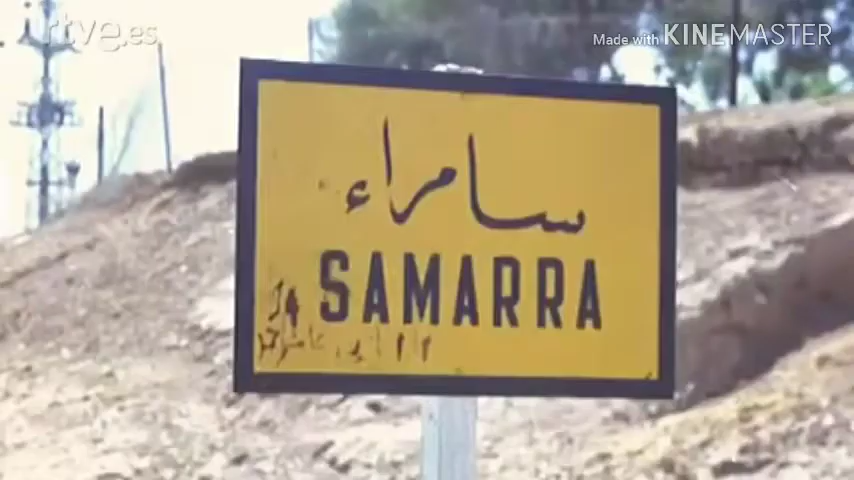 rtve.es
Made with KINEMASTER
سامراء
SAMARRA